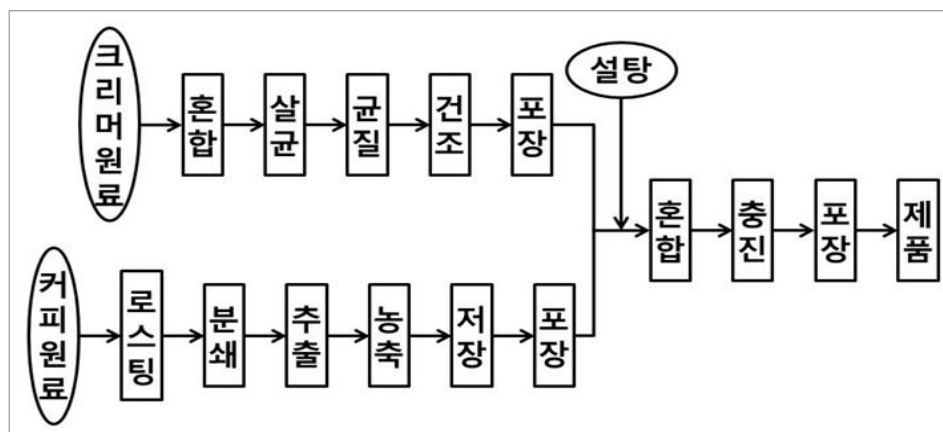 크리머원료
혼합
살균
균질
건조
포장
설탕
커피원료
로스팅
분쇄
추출
농축
저장
포장
혼합
충진
포장
제품